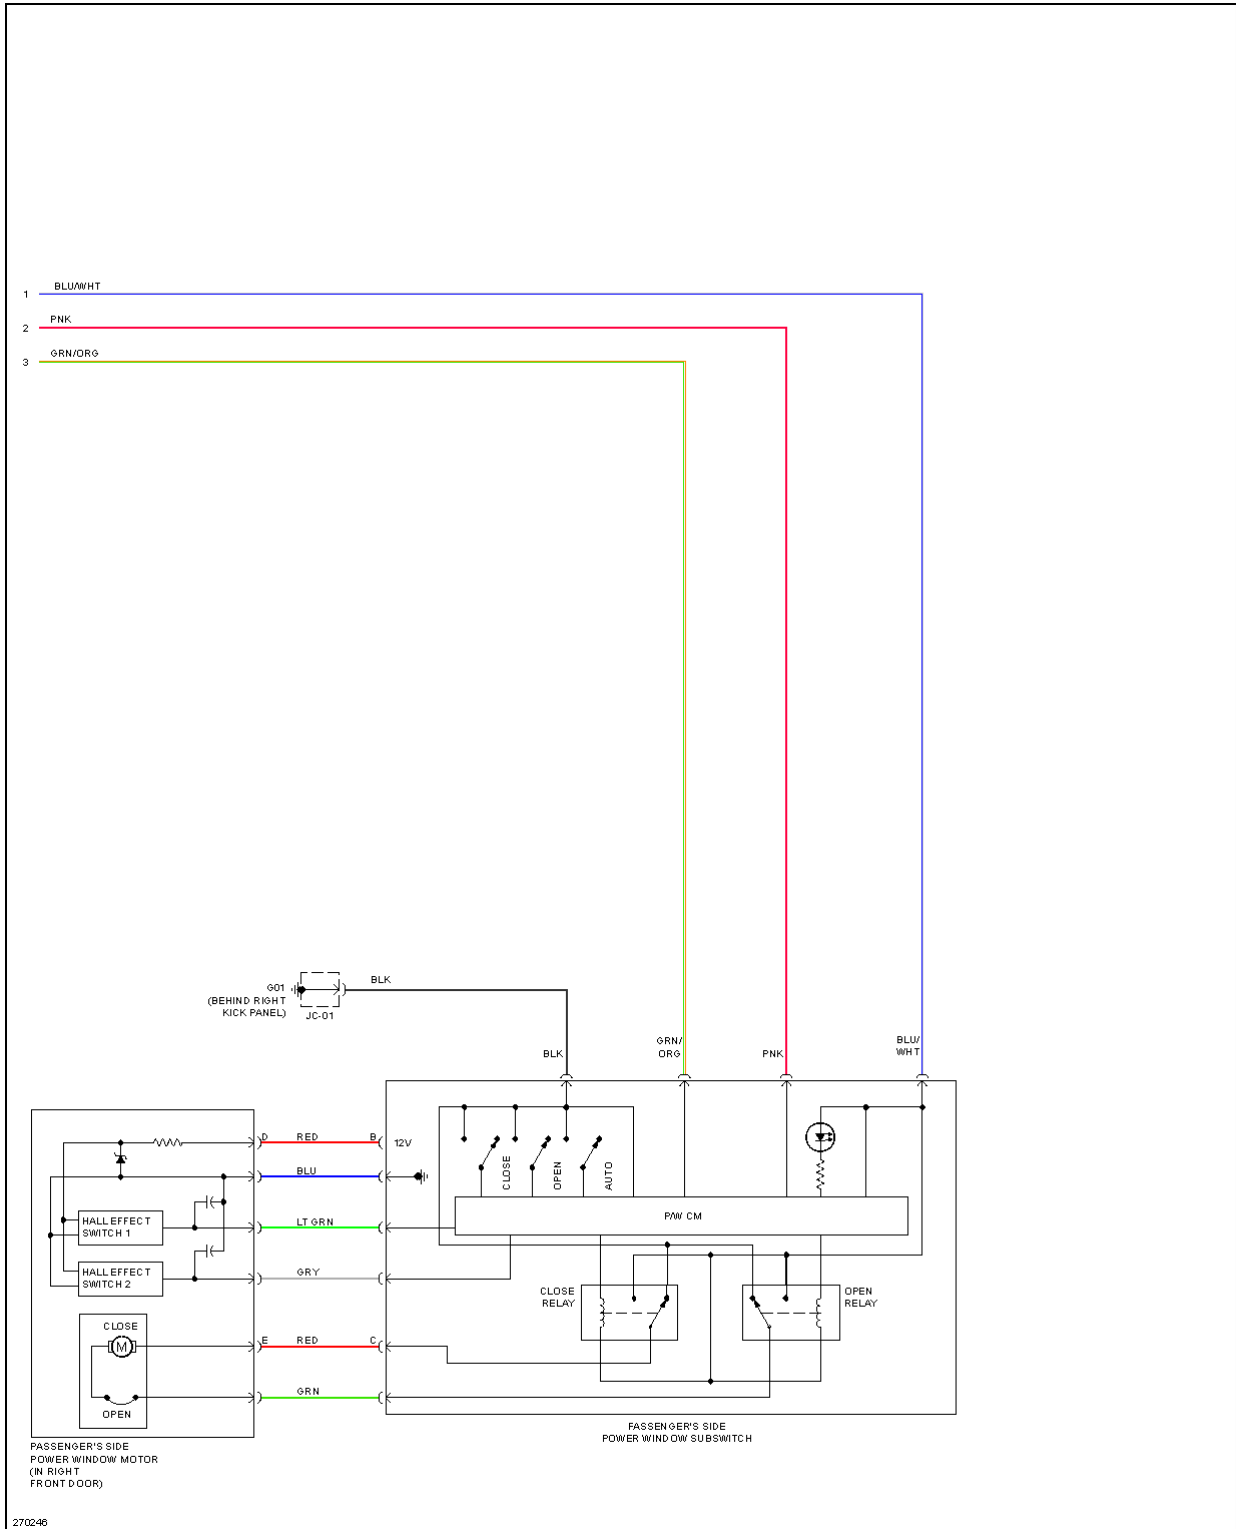 1 BLU/WHT
2 PNK
3 GRN/ORG
G01
(BEHIND RIGHT
KICK PANEL)
JC-01
BLK
BLK
GRN/
ORG
PNK
BLU/
WHT
D RED B 12V
BLU
HALL EFFECT
SWITCH 1
LT GRN
HALL EFFECT
SWITCH 2
GRY
CLOSE
OPEN
AUTO
P/W CM
CLOSE
RELAY
OPEN
RELAY
CLOSE
M
E RED C
OPEN
GRN
PASSENGER'S SIDE
POWER WINDOW MOTOR
(IN RIGHT
FRONT DOOR)
FASSENGER'S SIDE
POWER WINDOW SUBSWITCH
270246